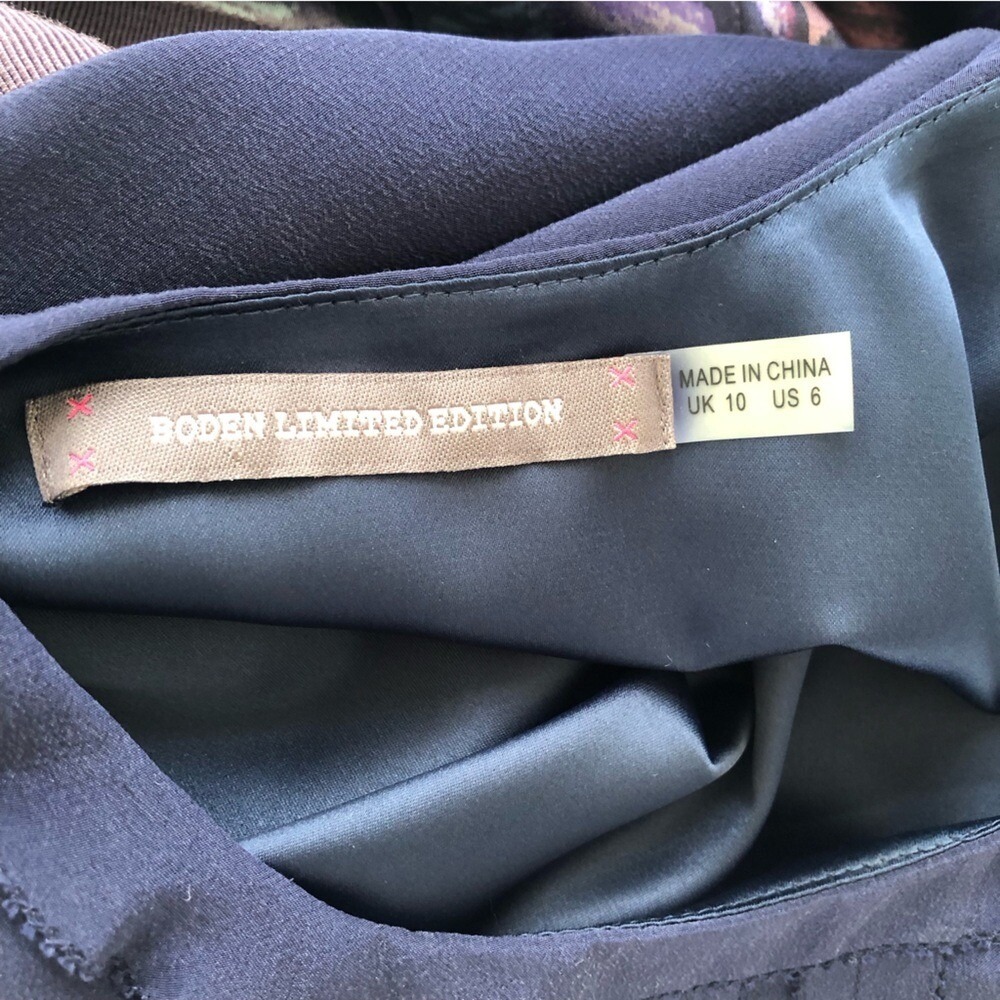 BODEN LIMITED EDITION
MADE IN CHINA
UK 10 US 6